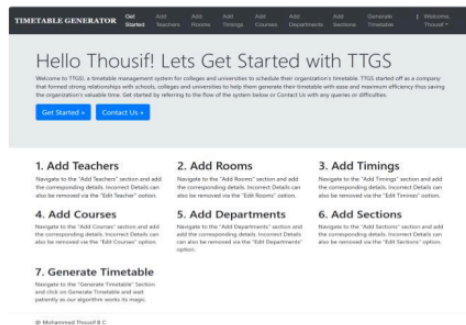 TIMETABLE GENERATOR Get Started Add Teachers Add Rooms Add Timings Add Courses Add Departments Add Sections Generate Timetable | Welcome, Thousif
Hello Thousif! Lets Get Started with TTGS
Welcome to TTGS!, a timetable management system for colleges and universities to schedule their organization's timetable. TTGS started off as a company
that formed strong relationships with schools, colleges and universities to help them generate their timetable with ease and maximum efficiency thus saving
the organization's valuable time. Get started by referring to the flow of the system below or Contact Us with any queries or difficulties.
Get Started » Contact Us »
1. Add Teachers
Navigate to the "Add Teachers" section and add
the corresponding details. Incorrect Details can
also be removed via the "Edit Teacher" option.
2. Add Rooms
Navigate to the "Add Rooms" section and add
the corresponding details. Incorrect Details can
also be removed via the "Edit Rooms" option.
3. Add Timings
Navigate to the "Add Timings" section and add
the corresponding details. Incorrect Details can
also be removed via the "Edit Timings" option.
4. Add Courses
Navigate to the "Add Courses" section and add
the corresponding details. Incorrect Details can
also be removed via the "Edit Courses" option.
5. Add Departments
Navigate to the "Add Departments" section and
add the corresponding details. Incorrect Details
can also be removed via the "Edit Departments"
option.
6. Add Sections
Navigate to the "Add Sections" section and add
the corresponding details. Incorrect Details can
also be removed via the "Edit Sections" option.
7. Generate Timetable
Navigate to the "Generate Timetable" Section
and click on Generate Timetable and wait
patiently as our algorithm works its magic.
© Mohammed Thousif B C